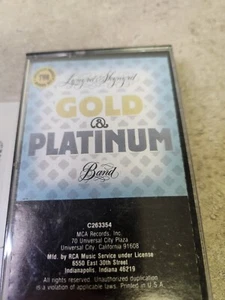 Lynyrd Skynyrd
GOLD
&
PLATINUM
Band
C263354
MCA Records, Inc.
70 Universal City Plaza
Universal City, California 91608
Mfd. by RCA Music Service under License
6550 East 30th Street
Indianapolis, Indiana 46219
All rights reserved. Unauthorized duplication
is a violation of applicable laws. Printed in U.S.A.